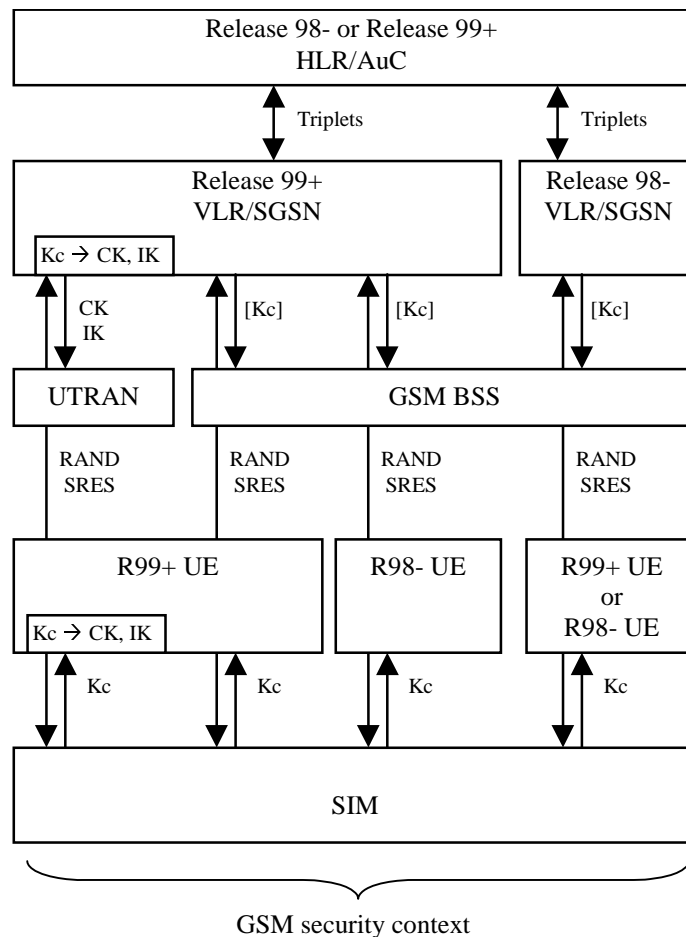 Release 98- or Release 99+
HLR/AuC
Triplets
Triplets
Release 99+
VLR/SGSN
Release 98-
VLR/SGSN
Kc → CK, IK
CK
IK
[Kc]
[Kc]
[Kc]
UTRAN
GSM BSS
RAND
SRES
RAND
SRES
RAND
SRES
RAND
SRES
R99+ UE
R98- UE
R99+ UE
or
R98- UE
Kc → CK, IK
Kc
Kc
Kc
Kc
SIM
GSM security context